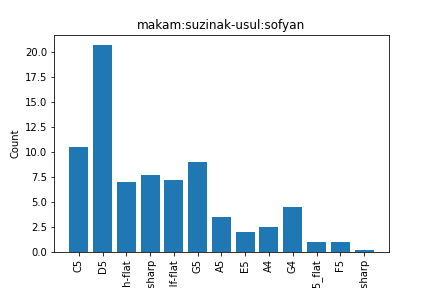 makam:suzinak-usul:sofyan
20.0
17.5
15.0
12.5
10.0
7.5
5.0
2.5
0.0
Count
C5
D5
h-flat
sharp
lf-flat
G5
A5
E5
A4
G4
5_flat
F5
sharp